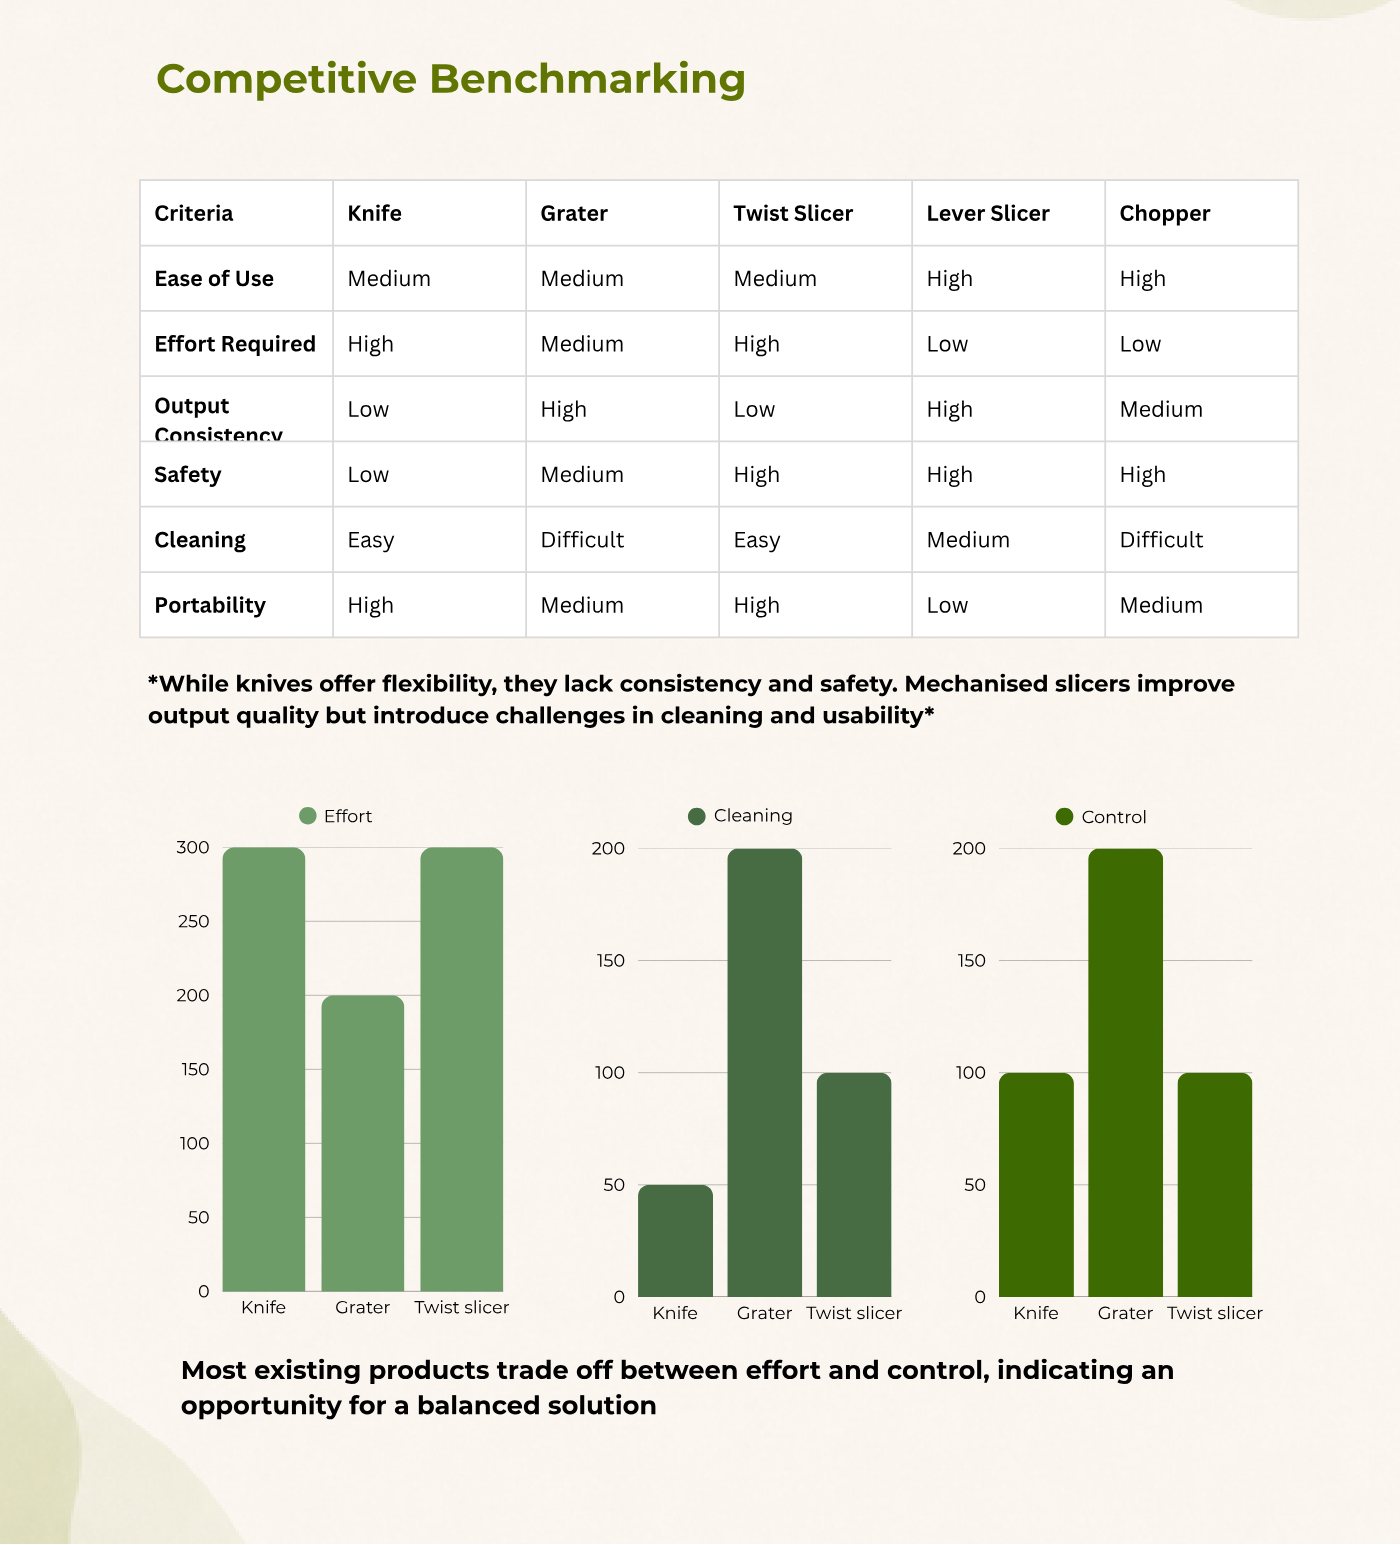 Competitive Benchmarking
Criteria Knife Grater Twist Slicer Lever Slicer Chopper
Ease of Use Medium Medium Medium High High
Effort Required High Medium High Low Low
Output
Consistency Low High Low High Medium
Safety Low Medium High High High
Cleaning Easy Difficult Easy Medium Difficult
Portability High Medium High Low Medium
*While knives offer flexibility, they lack consistency and safety. Mechanised slicers improve
output quality but introduce challenges in cleaning and usability*
Effort
300
250
200
150
100
50
0
Knife Grater Twist slicer
Cleaning
200
150
100
50
0
Knife Grater Twist slicer
Control
200
150
100
50
0
Knife Grater Twist slicer
Most existing products trade off between effort and control, indicating an
opportunity for a balanced solution